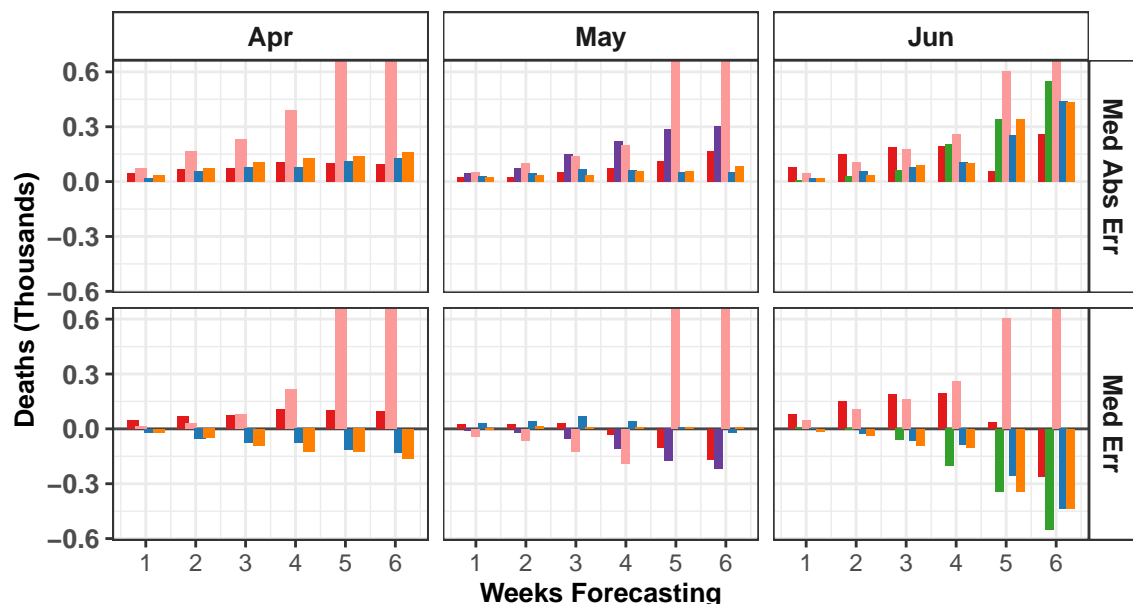 Apr May Jun
0.6
0.3
0.0
−0.3
−0.6
Med Abs Err
0.6
0.3
0.0
−0.3
−0.6
Med Err
Deaths (Thousands)
1 2 3 4 5 6 1 2 3 4 5 6 1 2 3 4 5 6
Weeks Forecasting